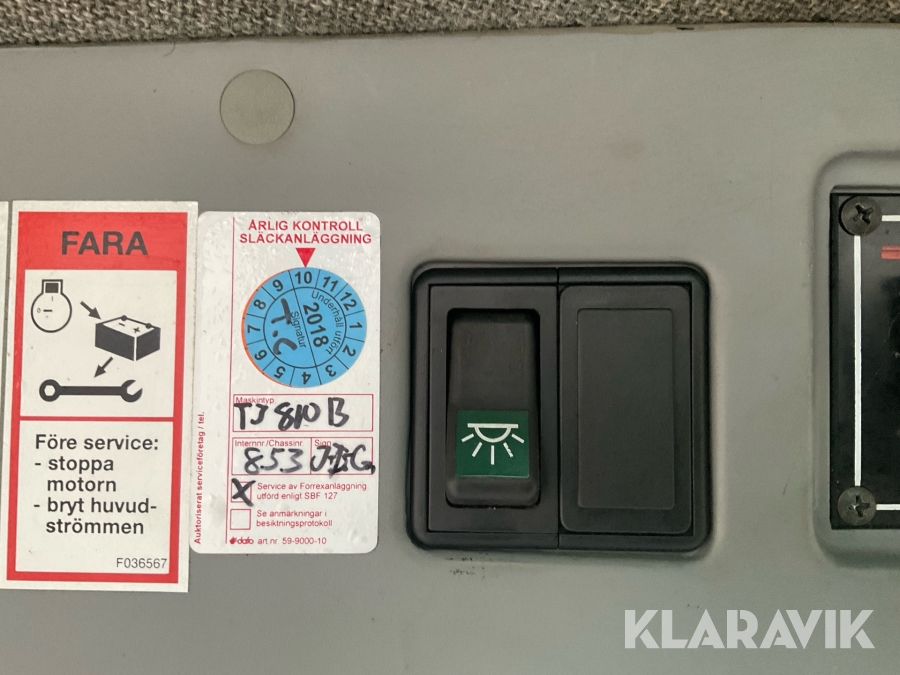 FARA
Före service:
- stoppa
motorn
- bryt huvud-
strömmen
F036567
ÅRLIG KONTROLL
SLÄCKANLÄGGNING
1 2 3 4 5 6 7 8 9 10 11 12
Underhåll utfört
2018
Signatur
T.C
Maskintyp
TJ 810 B
Internnr./Chassinr. Sign
853
Service av Forrexanläggning
utförd enligt SBF 127
Se anmärkningar i
besiktningsprotokoll
dafo art.nr. 59-9000-10
Auktoriserat serviceföretag / tel.
KLARAVIK